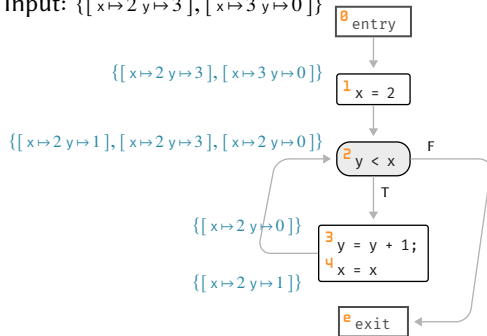 Input: {[ x↦2 y↦3 ], [ x↦3 y↦0 ]}
0 entry
{[ x↦2 y↦3 ], [ x↦3 y↦0 ]}
1 x = 2
{[ x↦2 y↦1 ], [ x↦2 y↦3 ], [ x↦2 y↦0 ]}
2 y < x
F
T
{[ x↦2 y↦0 ]}
3 y = y + 1;
4 x = x
{[ x↦2 y↦1 ]}
e exit